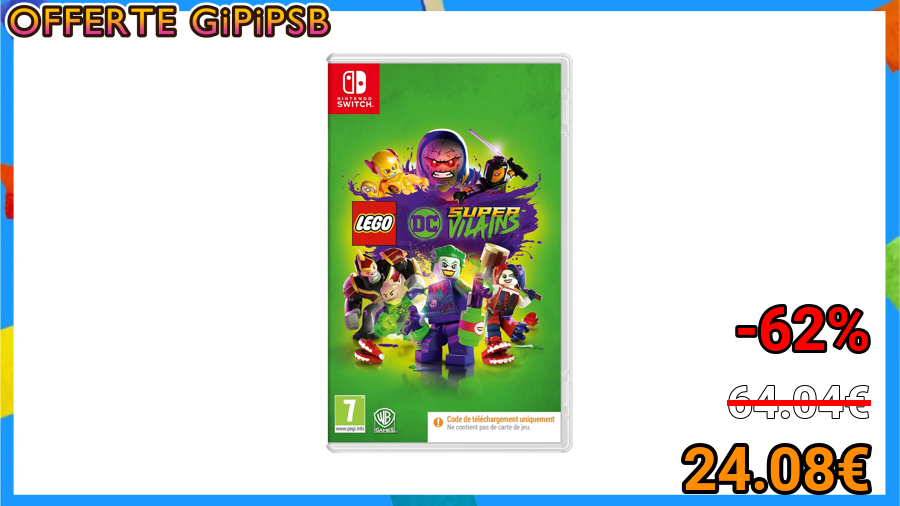 OFFERTE GiPiPSB
NINTENDO
SWITCH.
LEGO
DC
SUPER-
VILAINS
7
www.pegi.info
WB
GAMES
Code de téléchargement uniquement
Ne contient pas de carte de jeu.
-62%
64.04€
24.08€